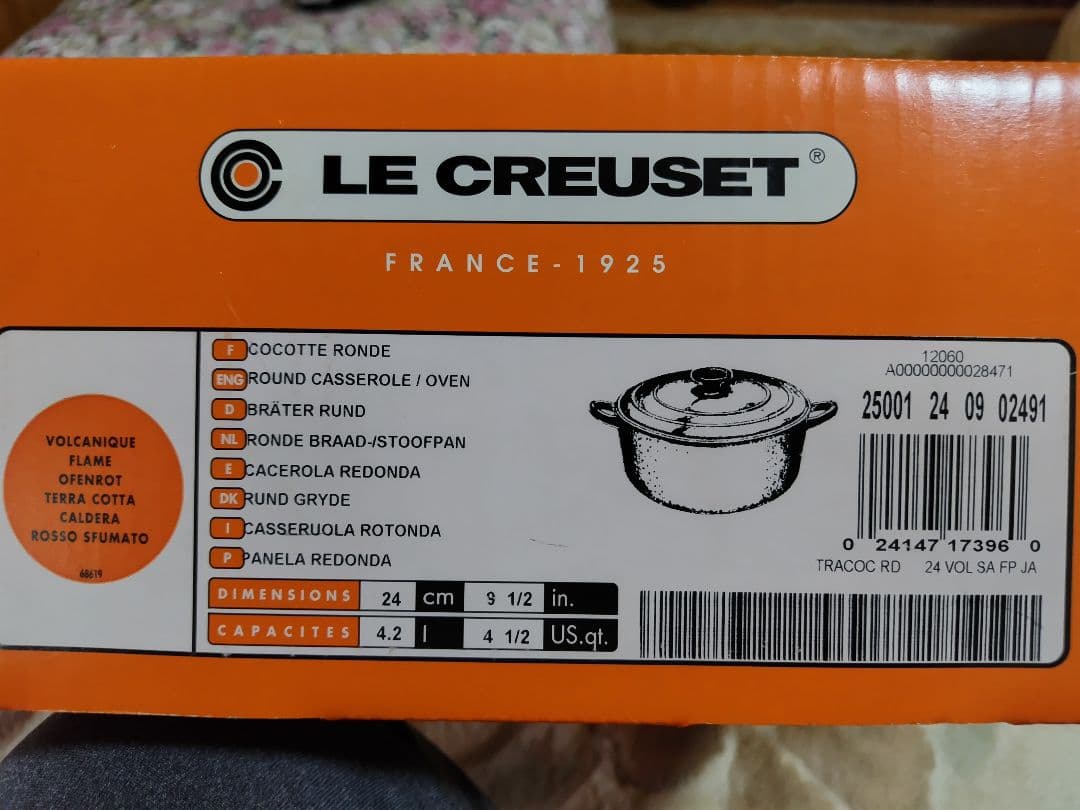 LE CREUSET ®
FRANCE - 1925
VOLCANIQUE
FLAME
OFENROT
TERRA COTTA
CALDERA
ROSSO SFUMATO
68619
F COCOTTE RONDE
ENG ROUND CASSEROLE / OVEN
D BRÄTER RUND
NL RONDE BRAAD-/STOOFPAN
E CACEROLA REDONDA
DK RUND GRYDE
I CASSERUOLA ROTONDA
P PANELA REDONDA
DIMENSIONS 24 cm 9 1/2 in.
CAPACITES 4.2 l 4 1/2 US.qt.
12060
A00000000028471
25001 24 09 02491
0 24147 17396 0
TRACOC RD 24 VOL SA FP JA